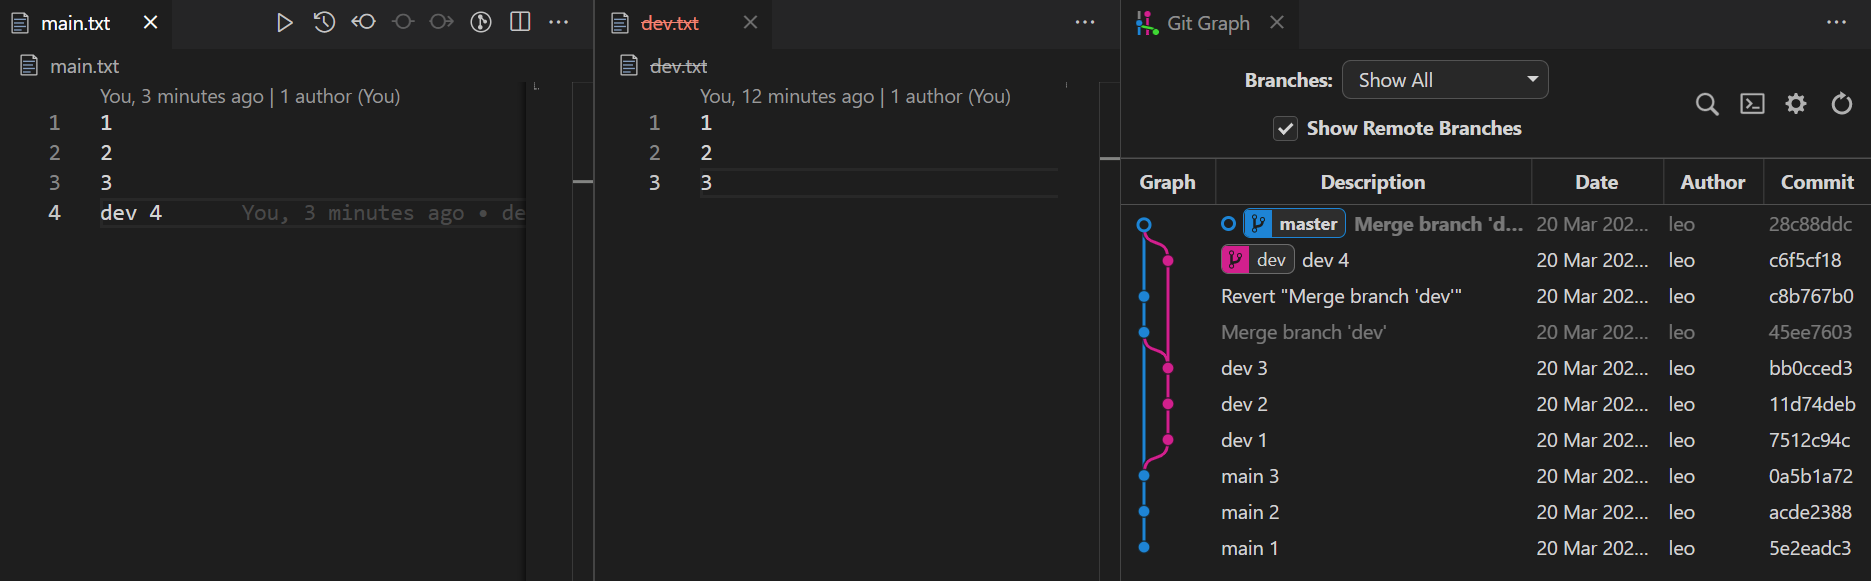 main.txt
main.txt
You, 3 minutes ago | 1 author (You)
1 1
2 2
3 3
4 dev 4 You, 3 minutes ago • de
dev.txt
dev.txt
You, 12 minutes ago | 1 author (You)
1 1
2 2
3 3
Git Graph
Branches: Show All
Show Remote Branches
Graph Description Date Author Commit
master Merge branch 'd... 20 Mar 202... leo 28c88ddc
dev dev 4 20 Mar 202... leo c6f5cf18
Revert "Merge branch 'dev'" 20 Mar 202... leo c8b767b0
Merge branch 'dev' 20 Mar 202... leo 45ee7603
dev 3 20 Mar 202... leo bb0cced3
dev 2 20 Mar 202... leo 11d74deb
dev 1 20 Mar 202... leo 7512c94c
main 3 20 Mar 202... leo 0a5b1a72
main 2 20 Mar 202... leo acde2388
main 1 20 Mar 202... leo 5e2eadc3